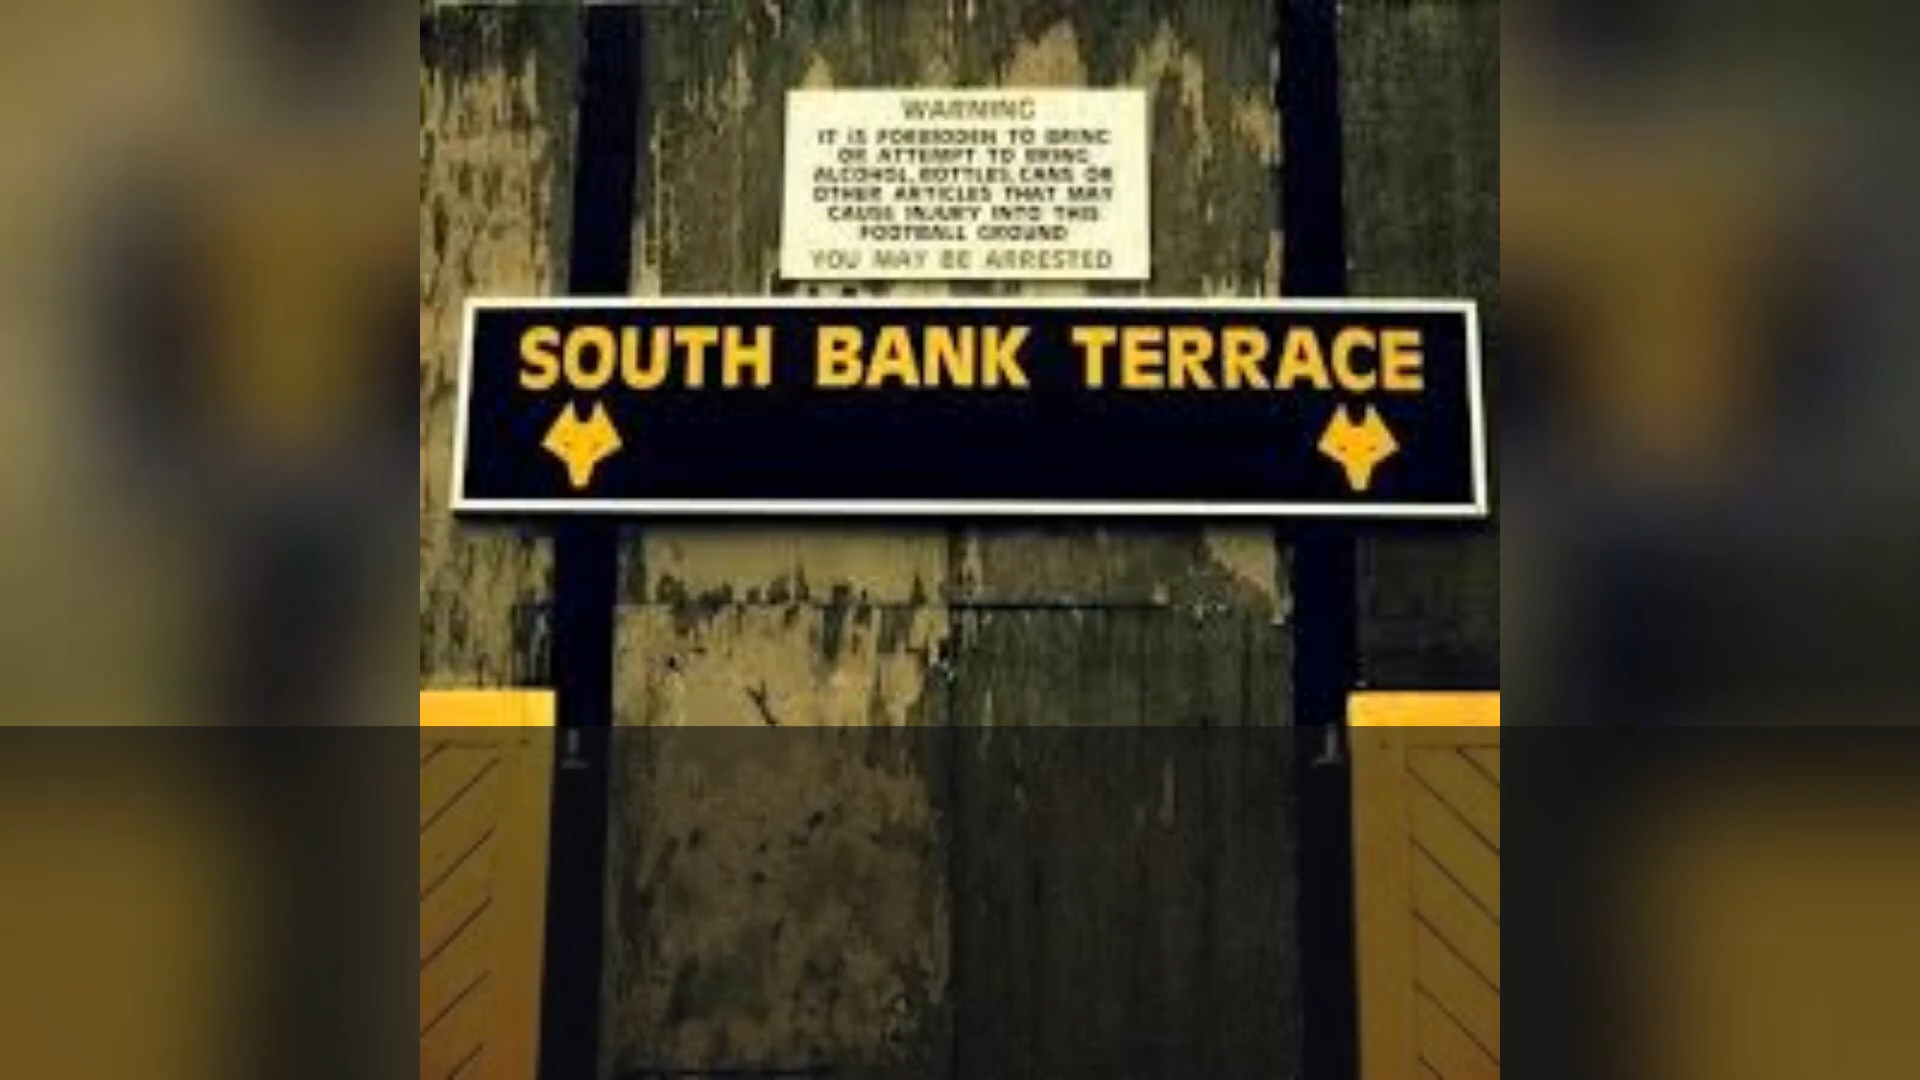 WARNING
IT IS FORBIDDEN TO BRING
OR ATTEMPT TO BRING
ALCOHOL, BOTTLES, CANS OR
OTHER ARTICLES THAT MAY
CAUSE INJURY INTO THIS
FOOTBALL GROUND
YOU MAY BE ARRESTED
SOUTH BANK TERRACE